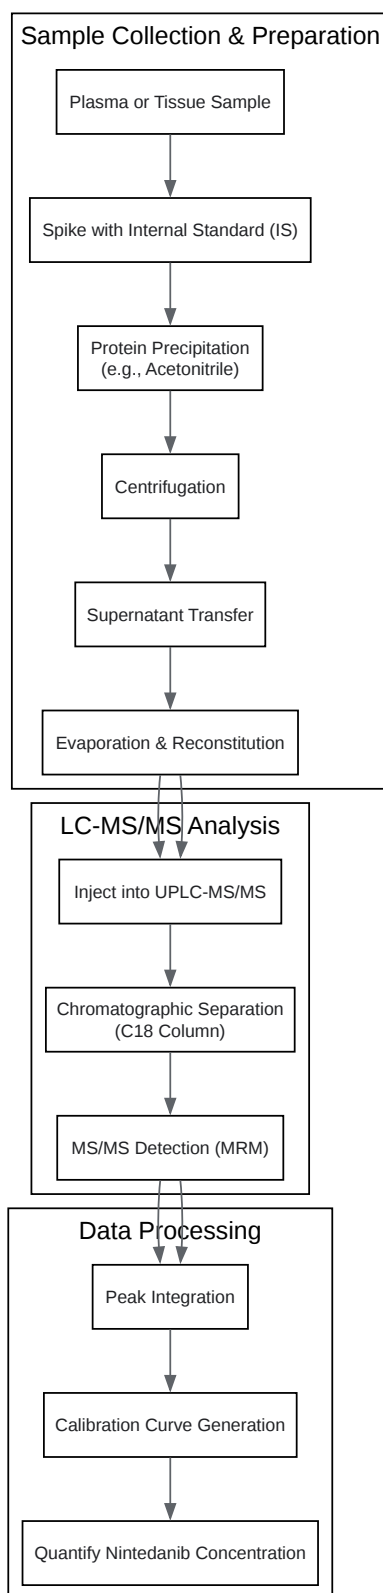 Sample Collection & Preparation
Plasma or Tissue Sample
Spike with Internal Standard (IS)
Protein Precipitation
(e.g., Acetonitrile)
Centrifugation
Supernatant Transfer
Evaporation & Reconstitution
LC-MS/MS Analysis
Inject into UPLC-MS/MS
Chromatographic Separation
(C18 Column)
MS/MS Detection (MRM)
Data Processing
Peak Integration
Calibration Curve Generation
Quantify Nintedanib Concentration